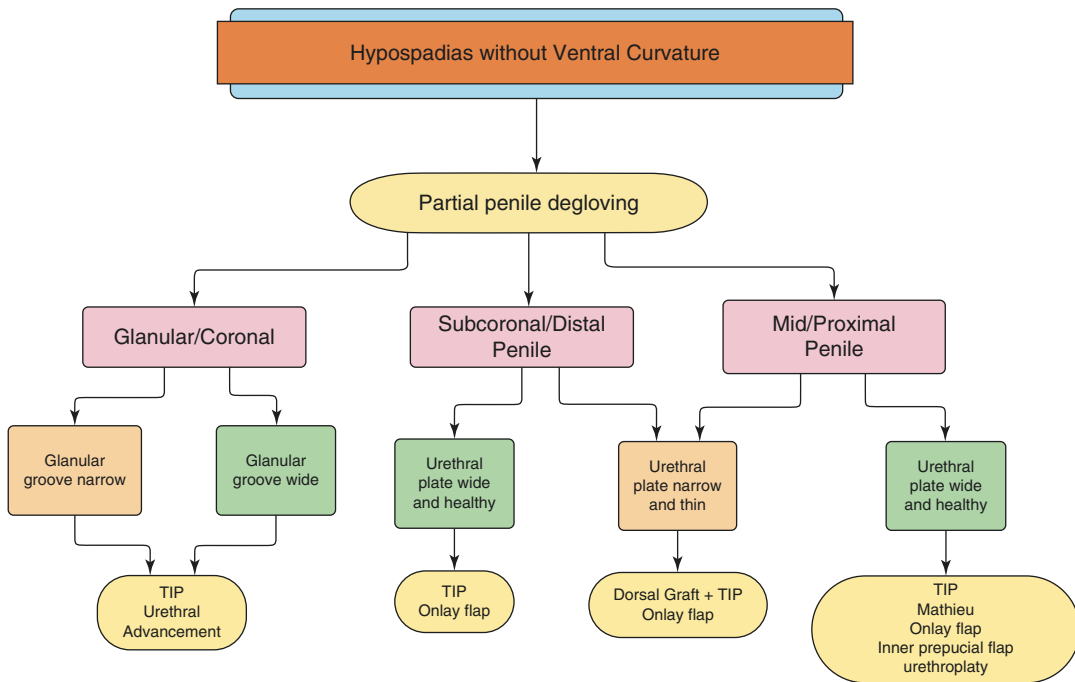 Hypospadias without Ventral Curvature
Partial penile degloving
Glanular/Coronal
Subcoronal/Distal
Penile
Mid/Proximal
Penile
Glanular
groove narrow
Glanular
groove wide
Urethral
plate wide
and healthy
Urethral
plate narrow
and thin
Urethral
plate wide
and healthy
TIP
Urethral
Advancement
TIP
Onlay flap
Dorsal Graft + TIP
Onlay flap
TIP
Mathieu
Onlay flap
Inner prepucial flap
urethroplaty